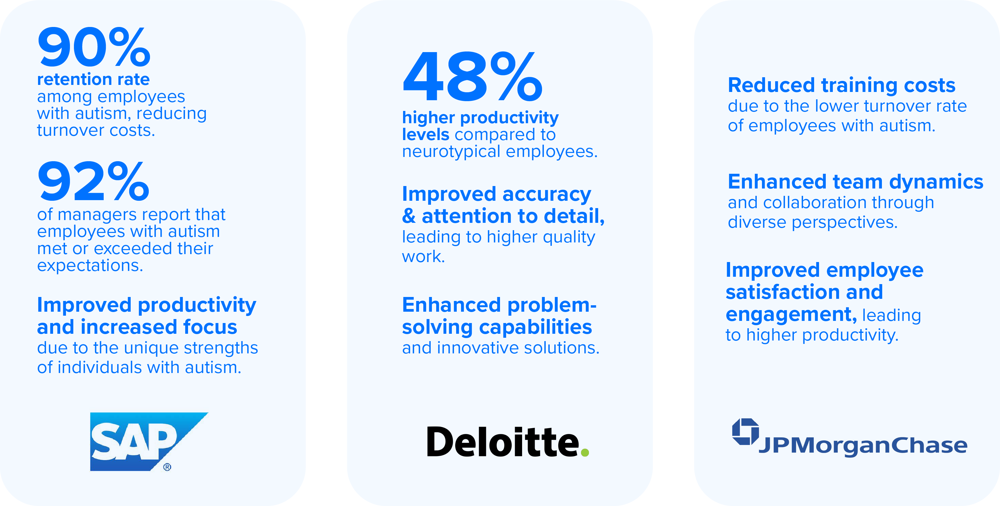 90%
retention rate
among employees
with autism, reducing
turnover costs.
92%
of managers report that
employees with autism
met or exceeded their
expectations.
Improved productivity
and increased focus
due to the unique strengths
of individuals with autism.
SAP
®
48%
higher productivity
levels compared to
neurotypical employees.
Improved accuracy
& attention to detail,
leading to higher quality
work.
Enhanced problem-
solving capabilities
and innovative solutions.
Deloitte.
Reduced training costs
due to the lower turnover rate
of employees with autism.
Enhanced team dynamics
and collaboration through
diverse perspectives.
Improved employee
satisfaction and
engagement, leading
to higher productivity.
JPMorganChase